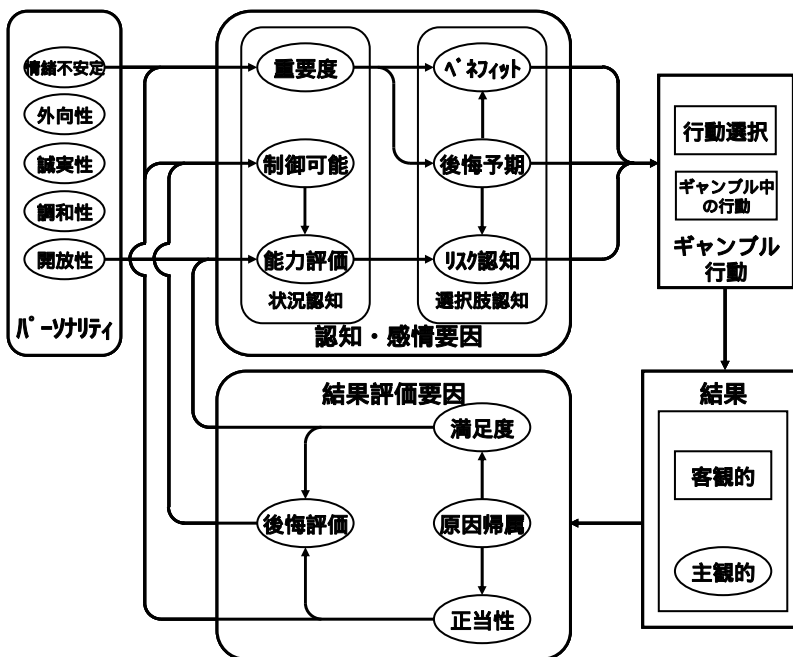 情緒不安定
外向性
誠実性
調和性
開放性
パーソナリティ
重要度
制御可能
能力評価
状況認知
ベネフィット
後悔予期
リスク認知
選択肢認知
認知・感情要因
行動選択
ギャンブル中
の行動
ギャンブル
行動
結果評価要因
満足度
後悔評価
原因帰属
正当性
結果
客観的
主観的